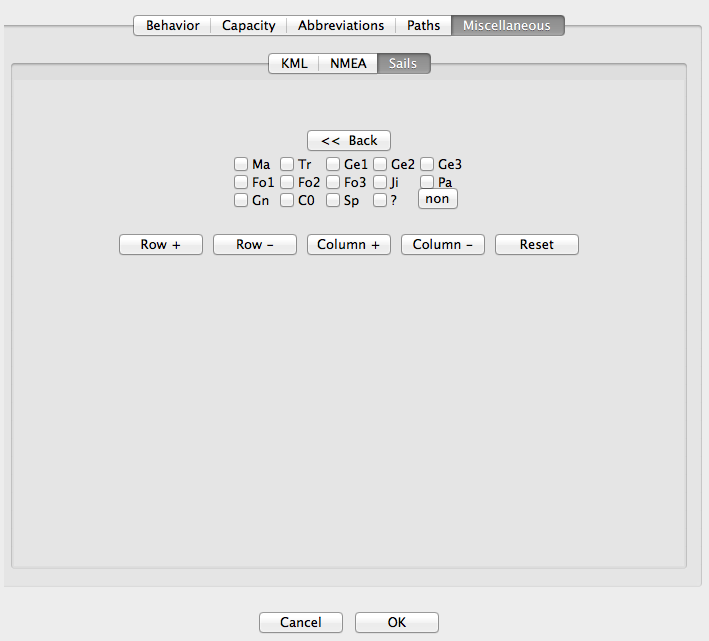 Behavior Capacity Abbreviations Paths Miscellaneous
KML NMEA Sails
<< Back
Ma Tr Ge1 Ge2 Ge3
Fo1 Fo2 Fo3 Ji Pa
Gn C0 Sp ? non
Row + Row - Column + Column - Reset
Cancel OK